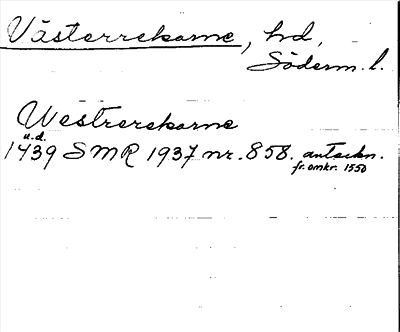 Västerrekarne, hd,
Söderm. l.
Westrerekarne
u.d.
1439 SMR 1937 nr. 858. anteckn.
fr. omkr. 1550